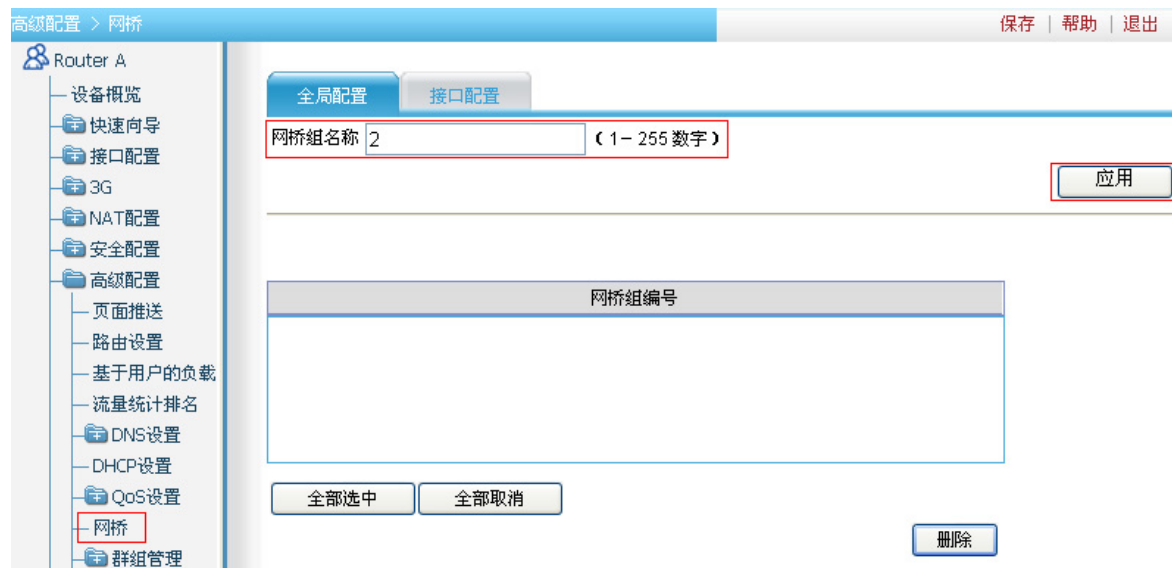 高级配置 > 网桥
保存 | 帮助 | 退出
Router A
设备概览
快速向导
接口配置
3G
NAT配置
安全配置
高级配置
页面推送
路由设置
基于用户的负载
流量统计排名
DNS设置
DHCP设置
QoS设置
网桥
群组管理
全局配置
接口配置
网桥组名称 2 (1-255数字)
应用
网桥组编号
全部选中 全部取消
删除